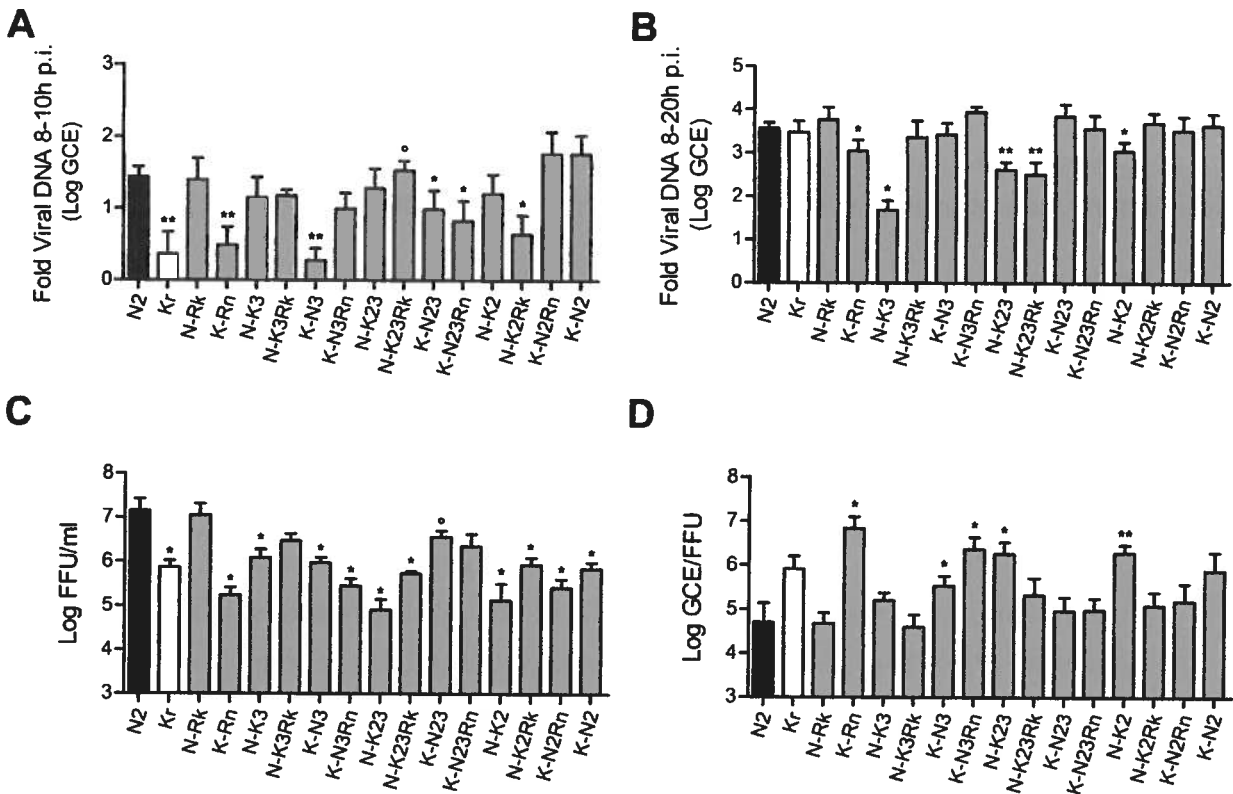 A
Fold Viral DNA 8-10h p.i.
(Log GCE)
3
2
1
0
**
**
**
°
*
*
*
N2
Kr
N-Rk
K-Rn
N-K3
N-K3Rk
K-N3
K-N3Rn
N-K23
N-K23Rk
K-N23
K-N23Rn
N-K2
N-K2Rk
K-N2Rn
K-N2
B
Fold Viral DNA 8-20h p.i.
(Log GCE)
5
4
3
2
1
0
*
*
**
**
*
N2
Kr
N-Rk
K-Rn
N-K3
N-K3Rk
K-N3
K-N3Rn
N-K23
N-K23Rk
K-N23
K-N23Rn
N-K2
N-K2Rk
K-N2Rn
K-N2
C
Log FFU/ml
8
7
6
5
4
3
*
*
*
*
*
*
*
°
*
*
*
*
N2
Kr
N-Rk
K-Rn
N-K3
N-K3Rk
K-N3
K-N3Rn
N-K23
N-K23Rk
K-N23
K-N23Rn
N-K2
N-K2Rk
K-N2Rn
K-N2
D
Log GCE/FFU
8
7
6
5
4
3
*
*
*
*
**
N2
Kr
N-Rk
K-Rn
N-K3
N-K3Rk
K-N3
K-N3Rn
N-K23
N-K23Rk
K-N23
K-N23Rn
N-K2
N-K2Rk
K-N2Rn
K-N2